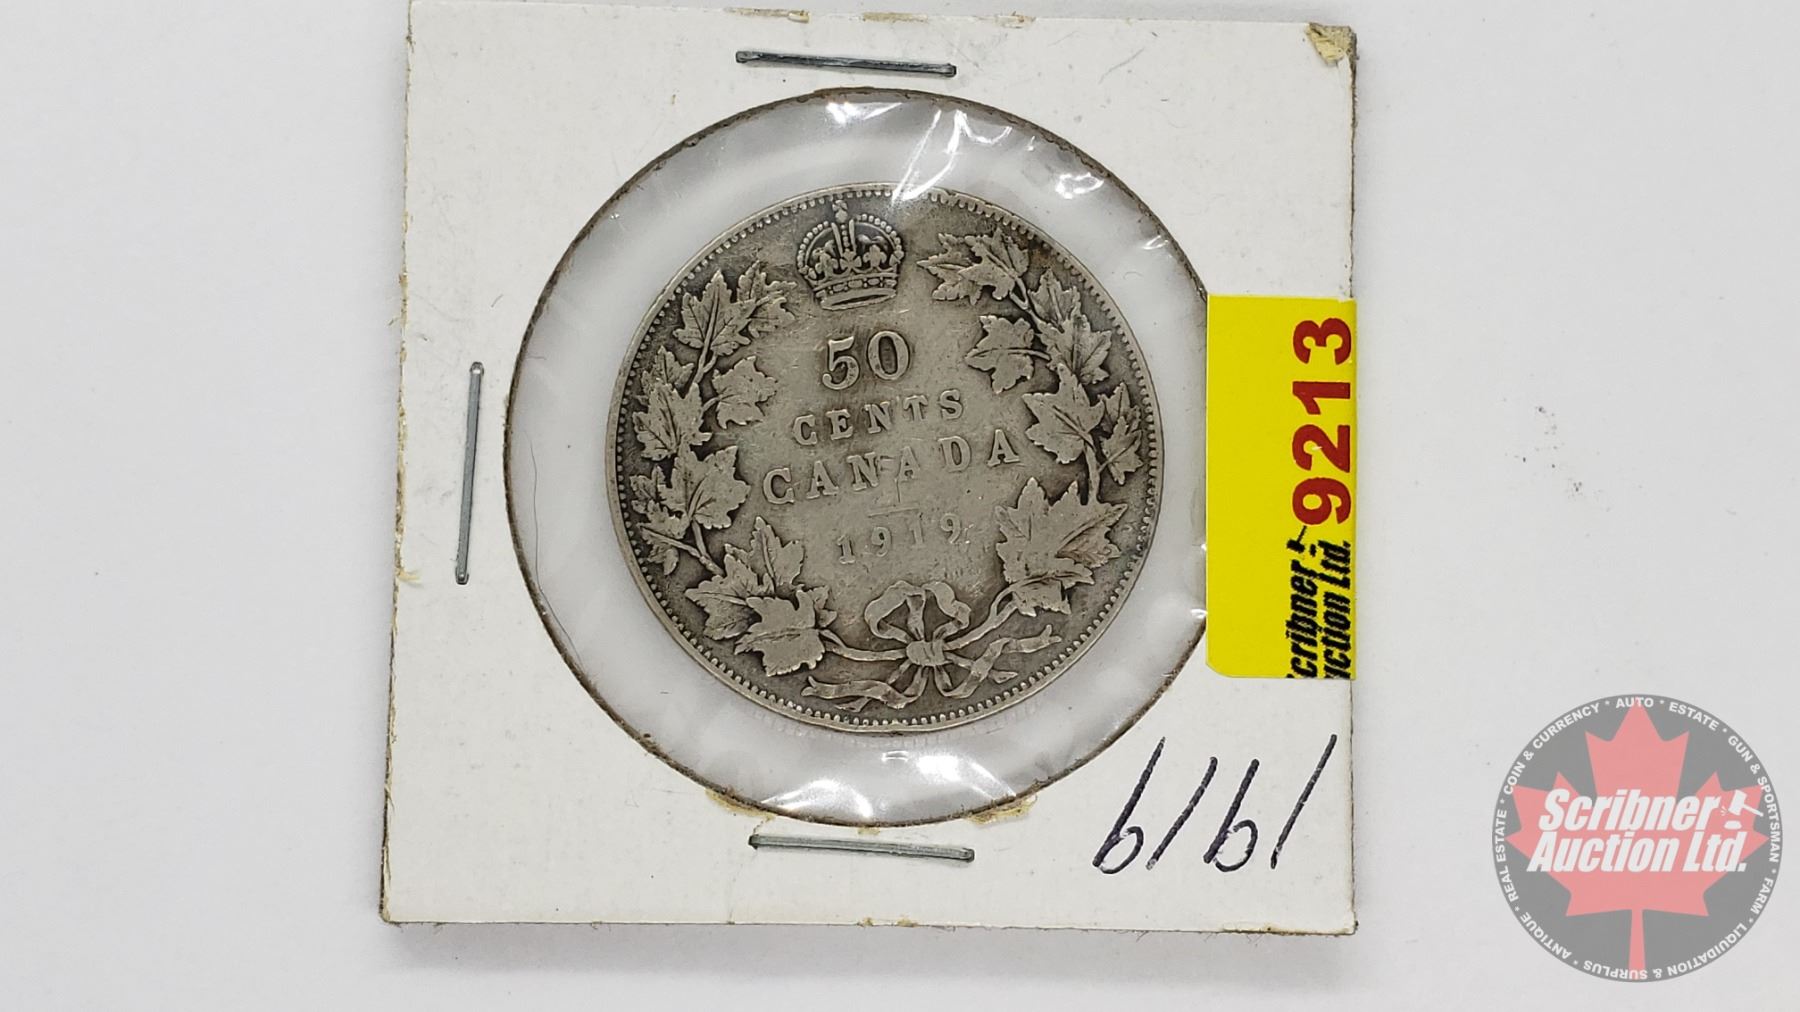 50
CENTS
CANADA
1919
9213
Scribner
Auction Ltd.
1919
Scribner
Auction Ltd.
REAL ESTATE * COIN & CURRENCY * AUTO * ESTATE * GUN & SPORTSMAN * FARM * LIQUIDATION & SURPLUS * ANTIQUE *